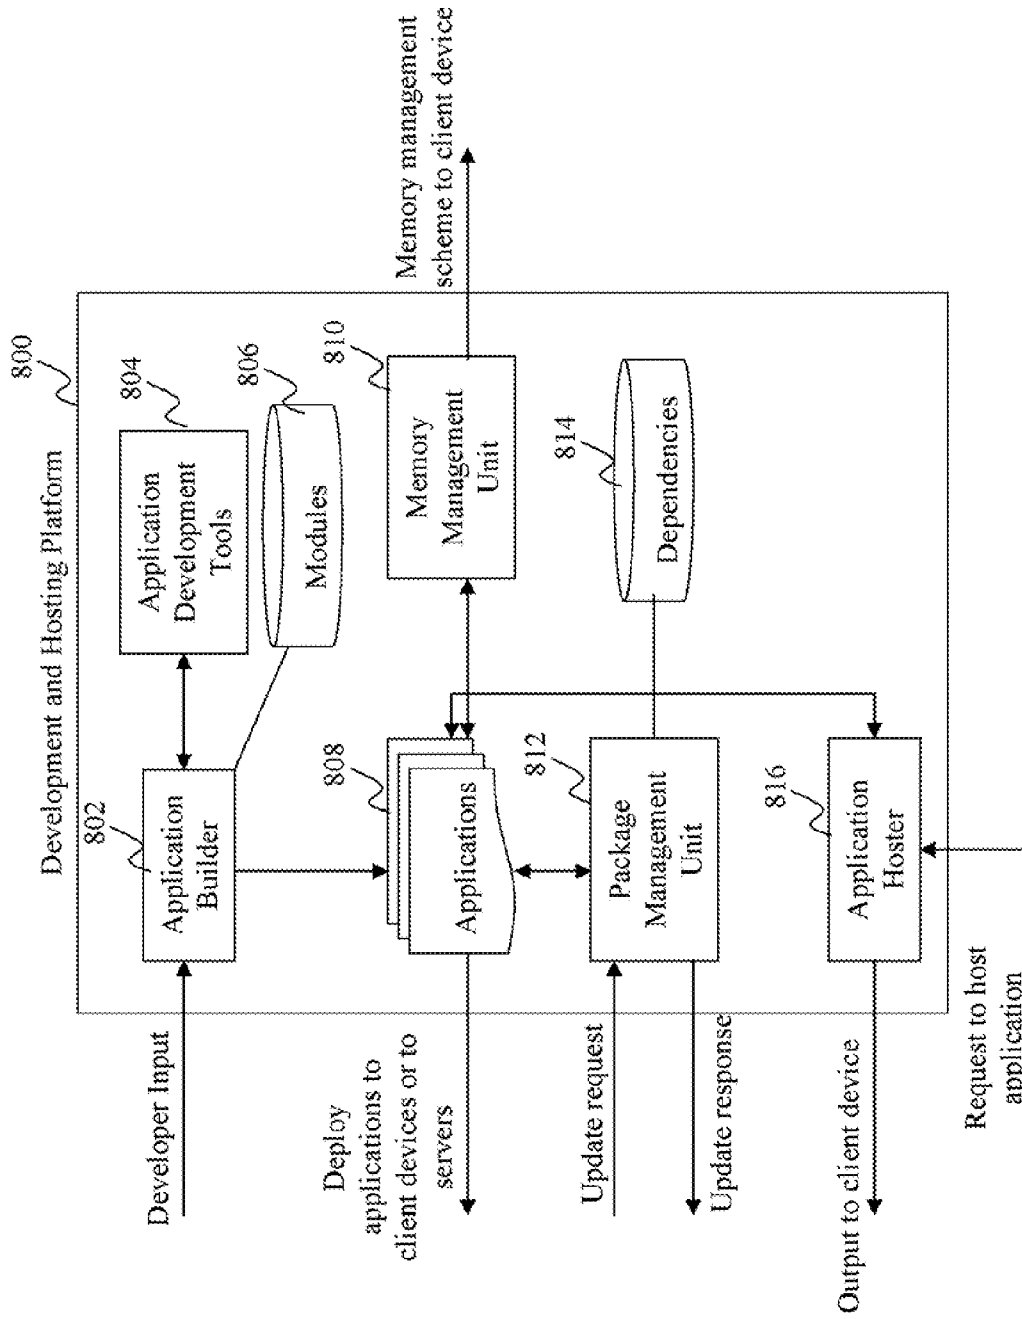 Development and Hosting Platform
800
Developer Input
802
Application
Builder
804
Application
Development
Tools
806
Modules
Deploy
applications to
client devices or to
servers
808
Applications
810
Memory
Management
Unit
Memory management
scheme to client device
Update request
Update response
812
Package
Management
Unit
814
Dependencies
Output to client device
816
Application
Hoster
Request to host
application